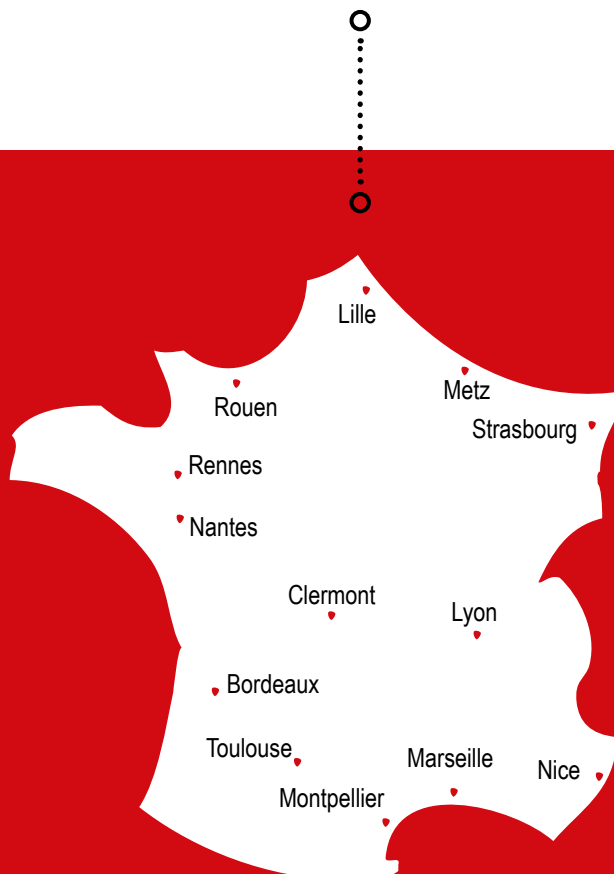 Lille
Metz
Rouen
Strasbourg
Rennes
Nantes
Clermont
Lyon
Bordeaux
Toulouse
Marseille
Nice
Montpellier